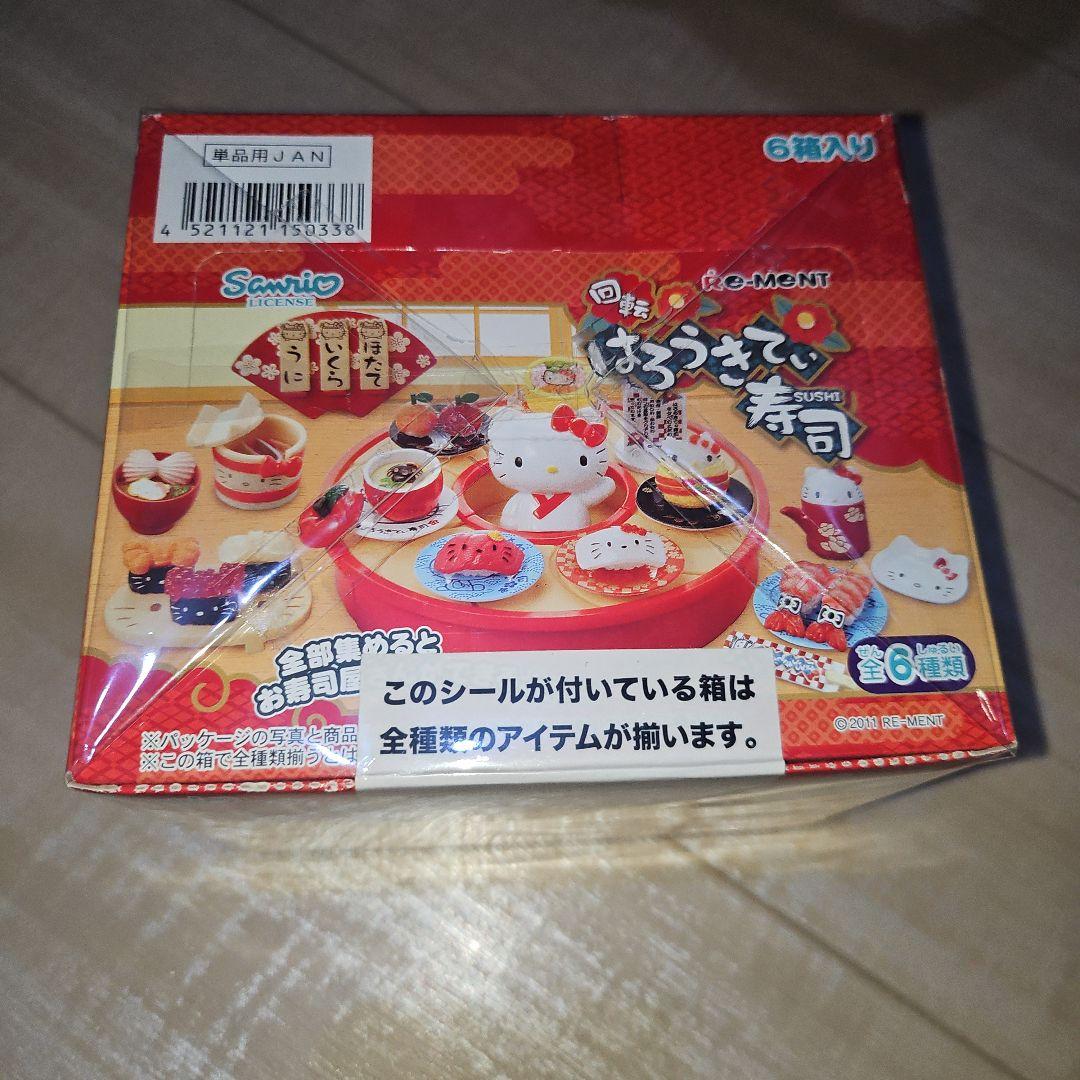 単品用JAN
4 521121 150338
6箱入り
Sanrio
LICENSE
Re-MeNT
回転
はろうきてぃ
SUSHI
寿司
うに
いくら
ほたて
全部集めると
お寿司屋
ぜん しゅるい
全6種類
このシールが付いている箱は
全種類のアイテムが揃います。
©2011 RE-MENT
※パッケージの写真と商品
※この箱で全種類揃うとは